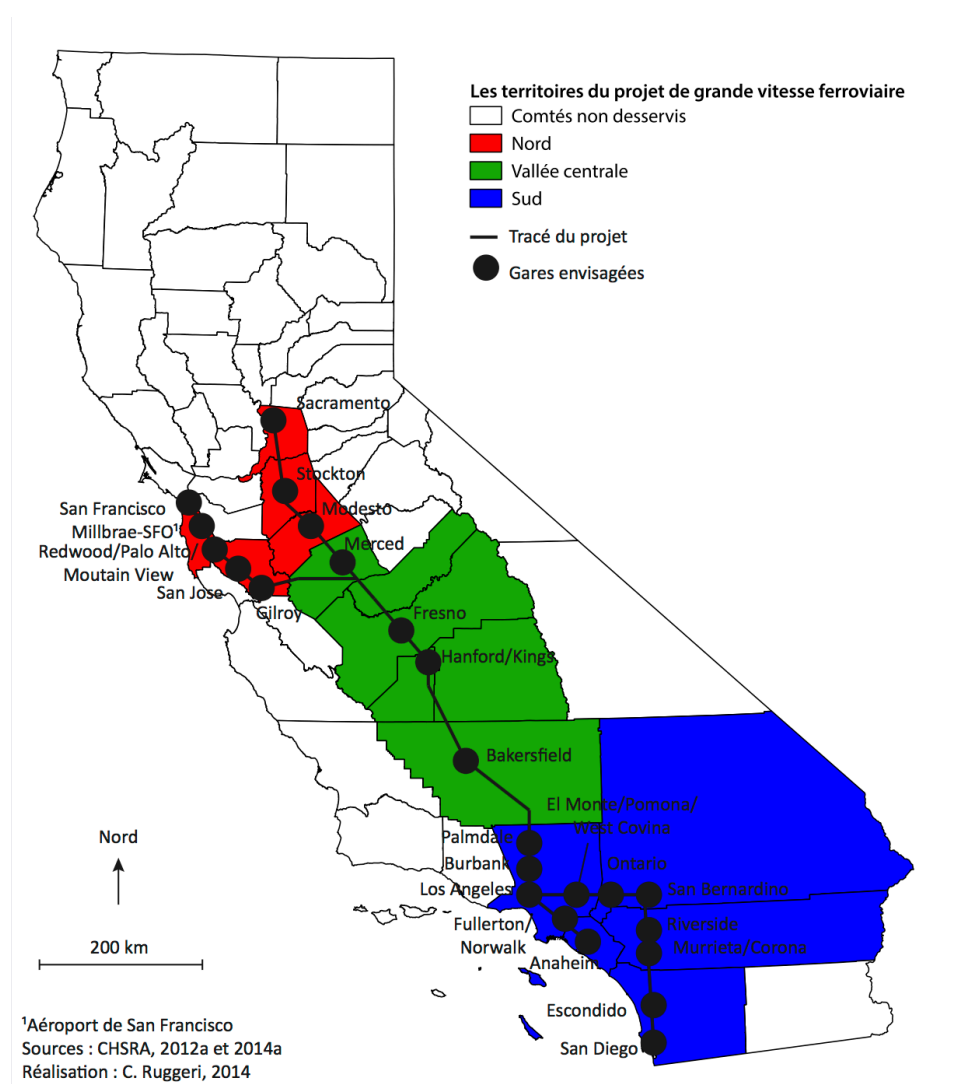 Les territoires du projet de grande vitesse ferroviaire
Comtés non desservis
Nord
Vallée centrale
Sud
Tracé du projet
Gares envisagées
Sacramento
Stockton
Modesto
San Francisco
Millbrae-SFO¹
Redwood/Palo Alto/
Moutain View
San Jose
Gilroy
Merced
Fresno
Hanford/Kings
Bakersfield
El Monte/Pomona/
West Covina
Palmdale
Burbank
Ontario
Los Angeles
San Bernardino
Fullerton/
Norwalk
Riverside
Murrieta/Corona
Anaheim
Escondido
San Diego
Nord
200 km
¹Aéroport de San Francisco
Sources : CHSRA, 2012a et 2014a
Réalisation : C. Ruggeri, 2014